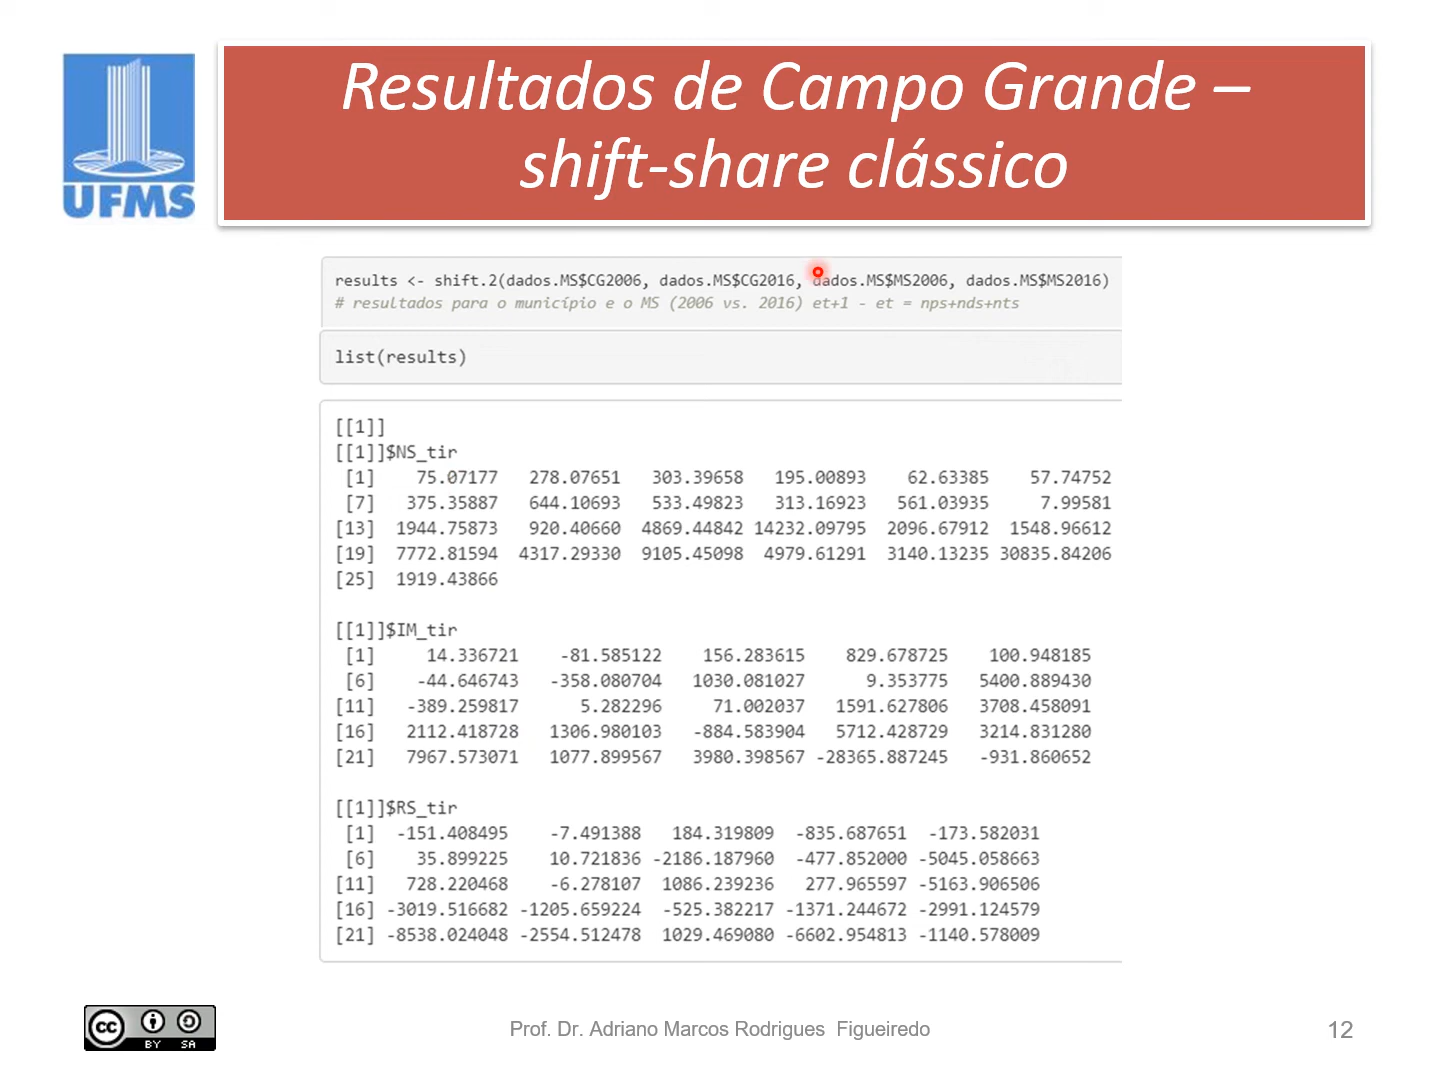 UFMS
Resultados de Campo Grande –
shift-share clássico
results <- shift.2(dados.MS$CG2006, dados.MS$CG2016, dados.MS$MS2006, dados.MS$MS2016)
# resultados para o município e o MS (2006 vs. 2016) et+1 - et = nps+nds+nts
list(results)
[[1]]
[[1]]$NS_tir
[1] 75.07177 278.07651 303.39658 195.00893 62.63385 57.74752
[7] 375.35887 644.10693 533.49823 313.16923 561.03935 7.99581
[13] 1944.75873 920.40660 4869.44842 14232.09795 2096.67912 1548.96612
[19] 7772.81594 4317.29330 9105.45098 4979.61291 3140.13235 30835.84206
[25] 1919.43866
[[1]]$IM_tir
[1] 14.336721 -81.585122 156.283615 829.678725 100.948185
[6] -44.646743 -358.080704 1030.081027 9.353775 5400.889430
[11] -389.259817 5.282296 71.002037 1591.627806 3708.458091
[16] 2112.418728 1306.980103 -884.583904 5712.428729 3214.831280
[21] 7967.573071 1077.899567 3980.398567 -28365.887245 -931.860652
[[1]]$RS_tir
[1] -151.408495 -7.491388 184.319809 -835.687651 -173.582031
[6] 35.899225 10.721836 -2186.187960 -477.852000 -5045.058663
[11] 728.220468 -6.278107 1086.239236 277.965597 -5163.906506
[16] -3019.516682 -1205.659224 -525.382217 -1371.244672 -2991.124579
[21] -8538.024048 -2554.512478 1029.469080 -6602.954813 -1140.578009
cc BY SA
Prof. Dr. Adriano Marcos Rodrigues Figueiredo
12